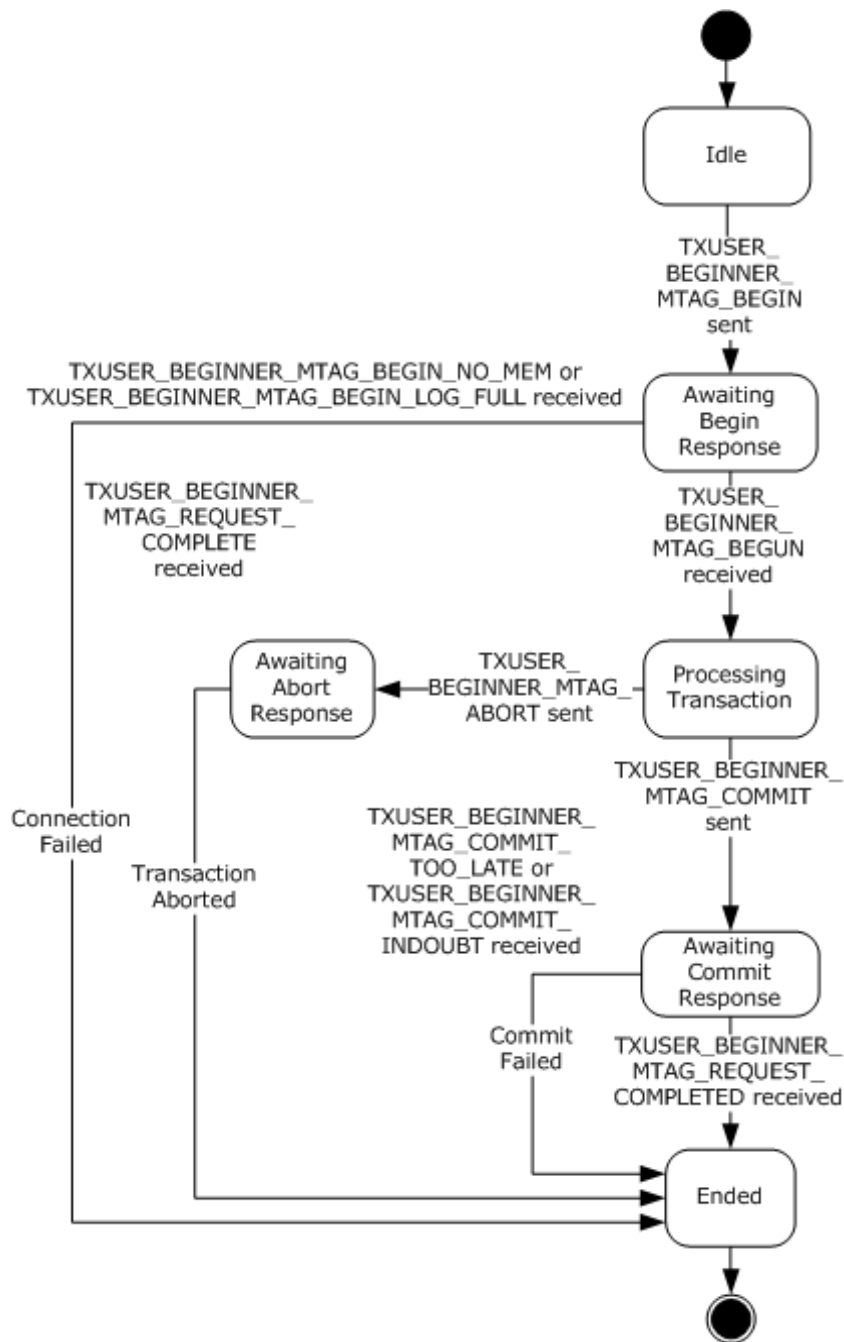 Idle
TXUSER_
BEGINNER_
MTAG_BEGIN
sent
TXUSER_BEGINNER_MTAG_BEGIN_NO_MEM or
TXUSER_BEGINNER_MTAG_BEGIN_LOG_FULL received
Awaiting
Begin
Response
TXUSER_BEGINNER_
MTAG_REQUEST_
COMPLETE
received
TXUSER_
BEGINNER_
MTAG_BEGUN
received
Awaiting
Abort
Response
TXUSER_
BEGINNER_MTAG_
ABORT sent
Processing
Transaction
TXUSER_BEGINNER_
MTAG_COMMIT
sent
Connection
Failed
Transaction
Aborted
TXUSER_BEGINNER_
MTAG_COMMIT_
TOO_LATE or
TXUSER_BEGINNER_
MTAG_COMMIT_
INDOUBT received
Awaiting
Commit
Response
Commit
Failed
TXUSER_BEGINNER_
MTAG_REQUEST_
COMPLETED received
Ended